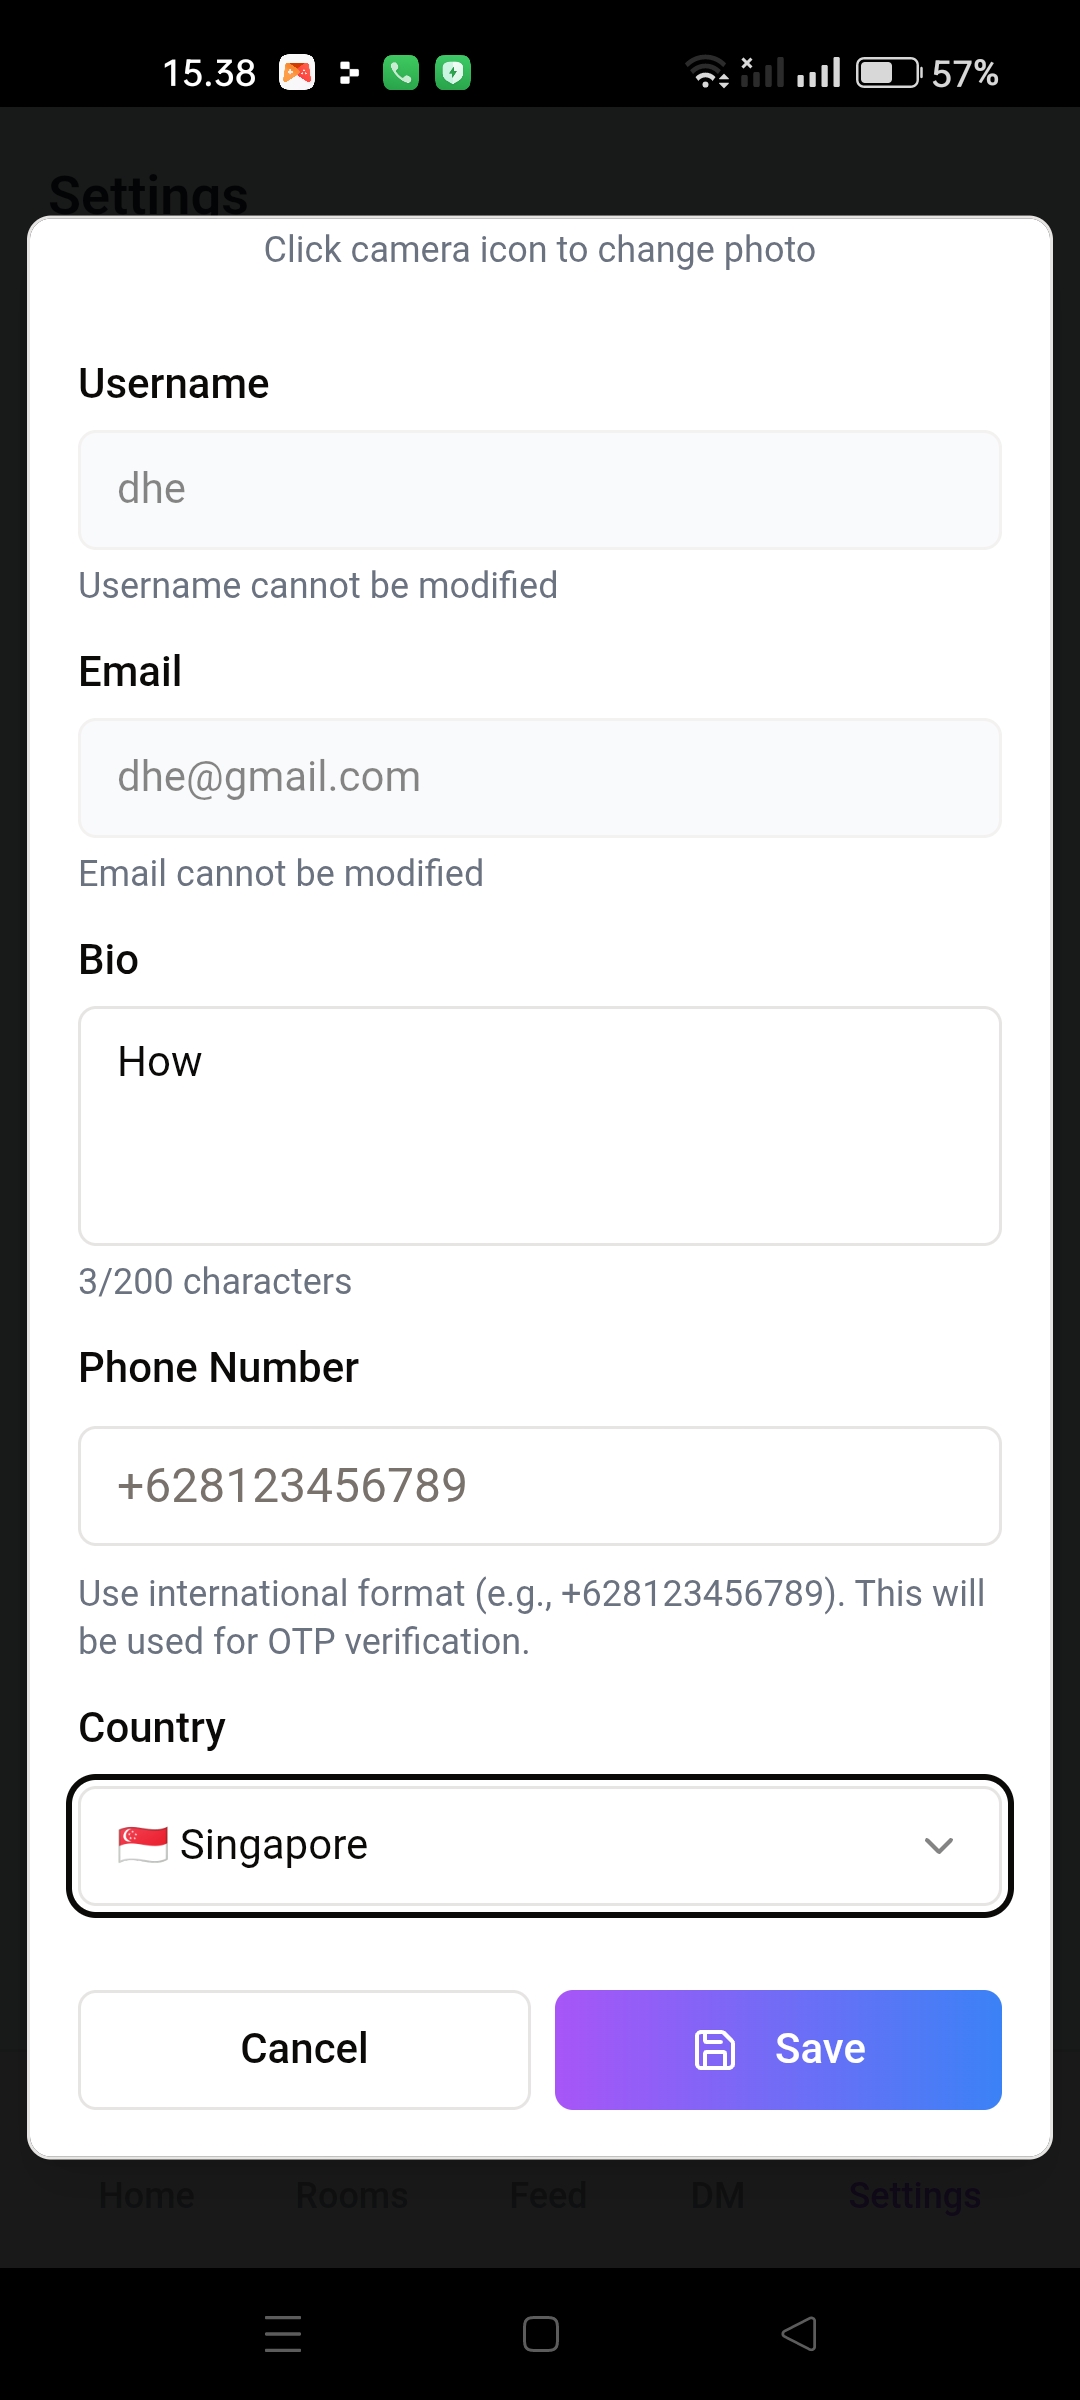 15.38
57%
Settings
Click camera icon to change photo
Username
dhe
Username cannot be modified
Email
dhe@gmail.com
Email cannot be modified
Bio
How
3/200 characters
Phone Number
+628123456789
Use international format (e.g., +628123456789). This will
be used for OTP verification.
Country
🇸🇬 Singapore
Cancel
Save
Home
Rooms
Feed
DM
Settings